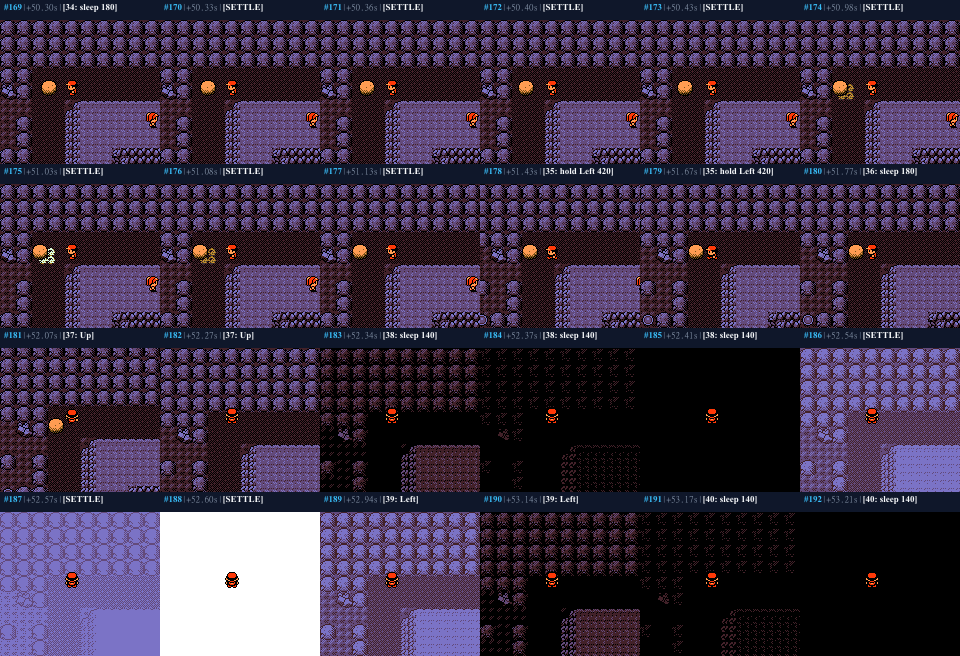 #169|+50.30s|[34: sleep 180] #170|+50.33s|[SETTLE] #171|+50.36s|[SETTLE] #172|+50.40s|[SETTLE] #173|+50.43s|[SETTLE] #174|+50.98s|[SETTLE]
#175|+51.03s|[SETTLE] #176|+51.08s|[SETTLE] #177|+51.13s|[SETTLE] #178|+51.43s|[35: hold Left 420] #179|+51.67s|[35: hold Left 420] #180|+51.77s|[36: sleep 180]
#181|+52.07s|[37: Up] #182|+52.27s|[37: Up] #183|+52.34s|[38: sleep 140] #184|+52.37s|[38: sleep 140] #185|+52.41s|[38: sleep 140] #186|+52.54s|[SETTLE]
#187|+52.57s|[SETTLE] #188|+52.60s|[SETTLE] #189|+52.94s|[39: Left] #190|+53.14s|[39: Left] #191|+53.17s|[40: sleep 140] #192|+53.21s|[40: sleep 140]